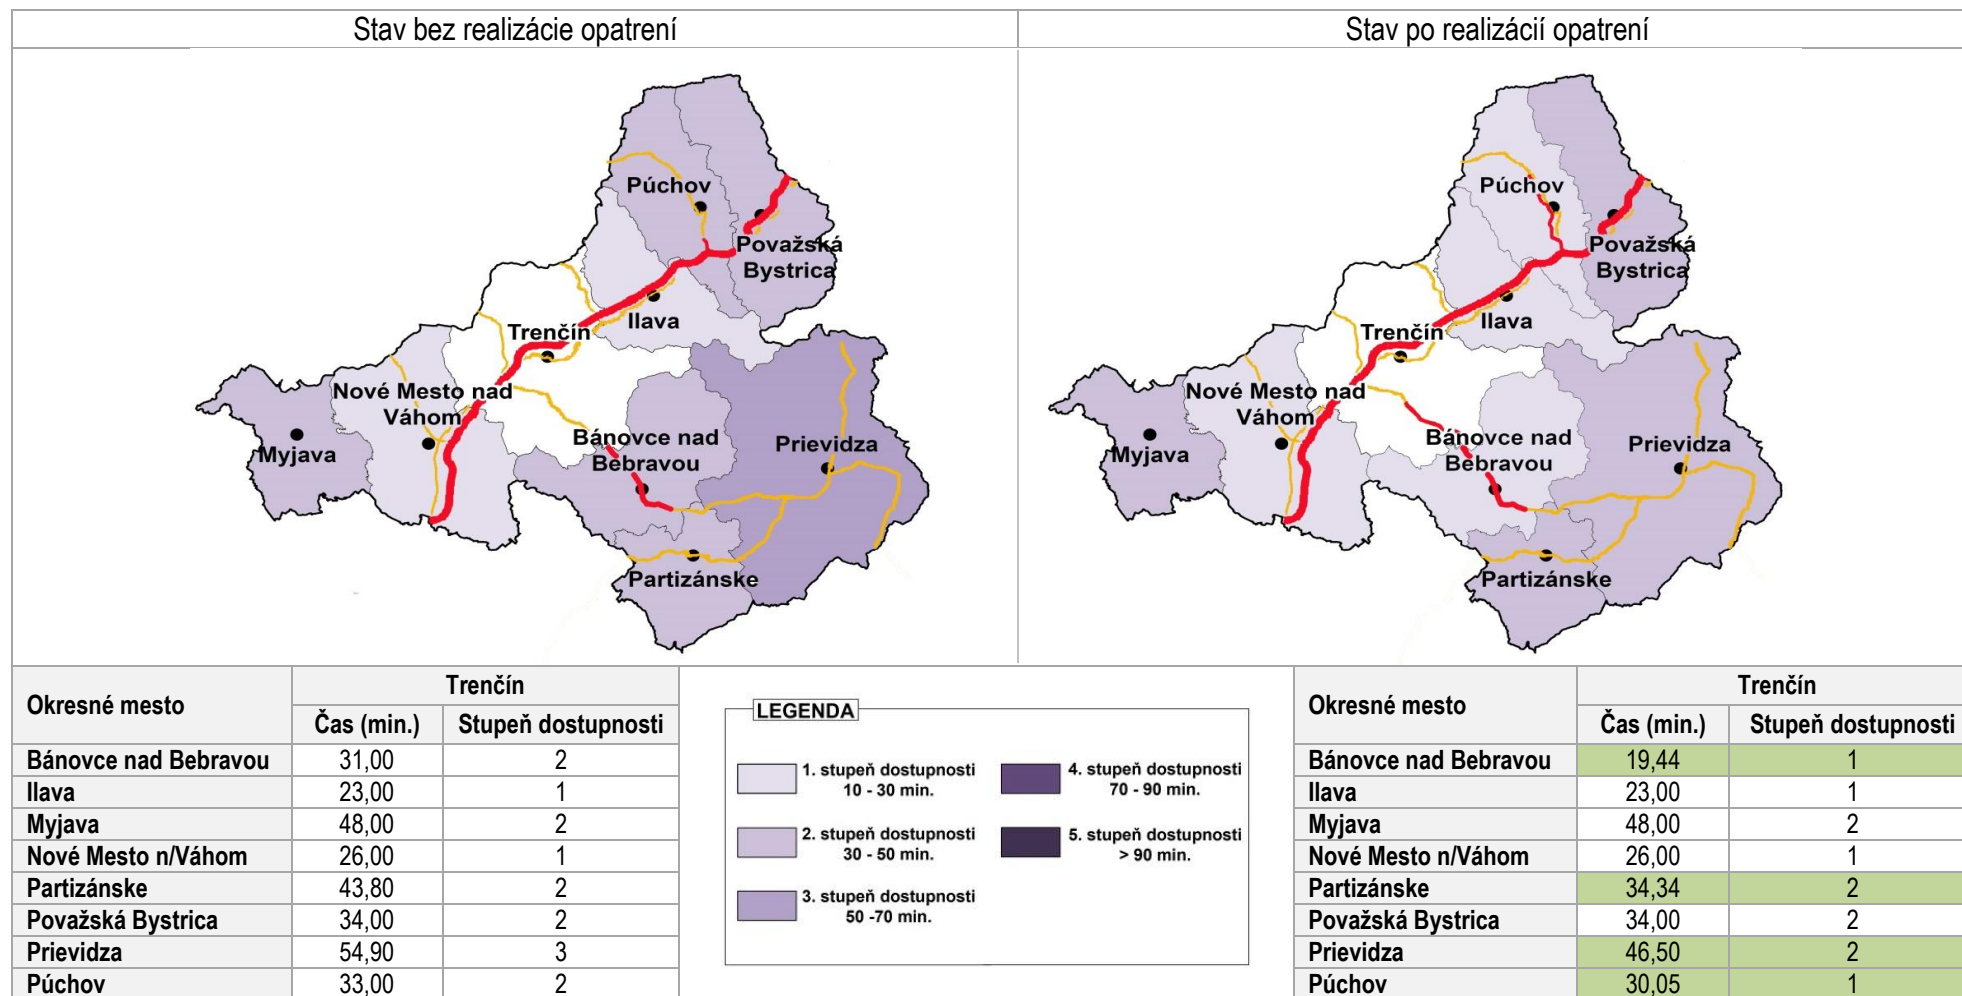 Stav bez realizácie opatrení
Stav po realizácií opatrení
Púchov
Považská
Bystrica
Ilava
Trenčín
Nové Mesto nad
Váhom
Myjava
Bánovce nad
Bebravou
Prievidza
Partizánske
Púchov
Považská
Bystrica
Ilava
Trenčín
Nové Mesto nad
Váhom
Myjava
Bánovce nad
Bebravou
Prievidza
Partizánske
Okresné mesto Trenčín
Čas (min.) Stupeň dostupnosti
Bánovce nad Bebravou 31,00 2
Ilava 23,00 1
Myjava 48,00 2
Nové Mesto n/Váhom 26,00 1
Partizánske 43,80 2
Považská Bystrica 34,00 2
Prievidza 54,90 3
Púchov 33,00 2
LEGENDA
1. stupeň dostupnosti
10 - 30 min.
2. stupeň dostupnosti
30 - 50 min.
3. stupeň dostupnosti
50 -70 min.
4. stupeň dostupnosti
70 - 90 min.
5. stupeň dostupnosti
> 90 min.
Okresné mesto Trenčín
Čas (min.) Stupeň dostupnosti
Bánovce nad Bebravou 19,44 1
Ilava 23,00 1
Myjava 48,00 2
Nové Mesto n/Váhom 26,00 1
Partizánske 34,34 2
Považská Bystrica 34,00 2
Prievidza 46,50 2
Púchov 30,05 1